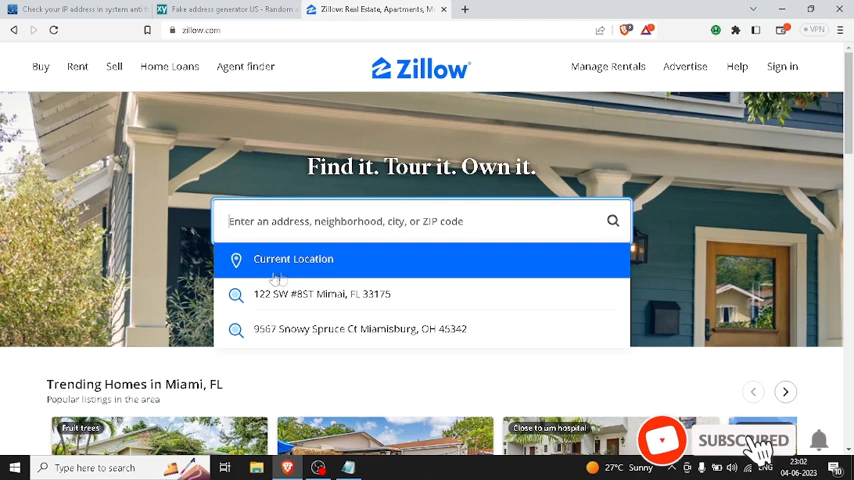 Check your IP address in system antif
Fake address generator US - Random
Zillow: Real Estate, Apartments, M
zillow.com
VPN
Buy Rent Sell Home Loans Agent finder
Zillow
Manage Rentals Advertise Help Sign in
Find it. Tour it. Own it.
Enter an address, neighborhood, city, or ZIP code
Current Location
122 SW #8ST Mimai, FL 33175
9567 Snowy Spruce Ct Miamisburg, OH 45342
Trending Homes in Miami, FL
Popular listings in the area
Fruit trees
Close to um hospital
SUBSCRIBED
Type here to search
27°C Sunny
ENG
23:02
04-06-2023